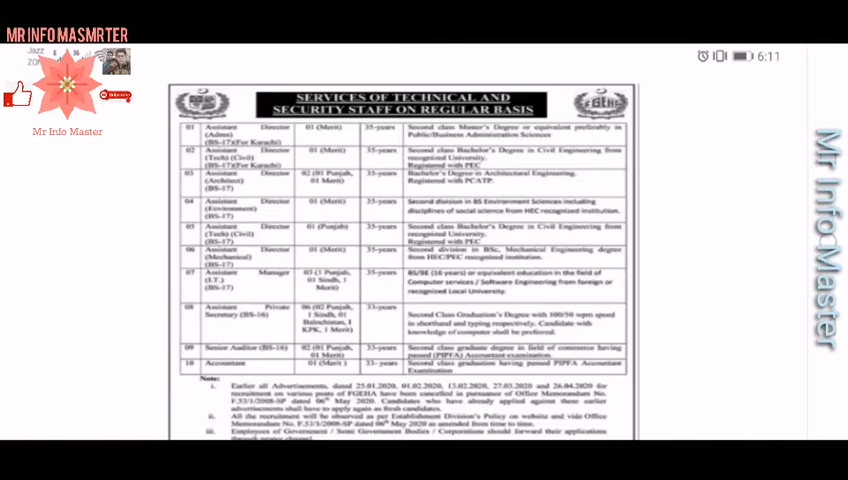 MR INFO MASMRTER
Jazz
ZON
6:11
Subscribe
Mr Info Master
Mr Info Master
SERVICES OF TECHNICAL AND
SECURITY STAFF ON REGULAR BASIS
FGEHA
01 Assistant Director 01 (Merit) 35-years Second class Master's Degree or equivalent preferably in
(Admn) Public/Business Administration Sciences
(BS-17)(For Karachi)
02 Assistant Director 01 (Merit) 35-years Second class Bachelor's Degree in Civil Engineering from
(Tech) (Civil) recognized University.
(BS-17)(For Karachi) Registered with PEC
03 Assistant Director 02 (01 Punjab, 35-years Bachelor's Degree in Architectural Engineering.
(Architect) 01 Merit) Registered with PCATP.
(BS-17)
04 Assistant Director 01 (Merit) 35-years Second division in BS Environment Sciences including
(Environment) disciplines of social science from HEC recognized institution.
(BS-17)
05 Assistant Director 01 (Punjab) 35-years Second class Bachelor's Degree in Civil Engineering from
(Tech) (Civil) recognized University.
(BS-17) Registered with PEC
06 Assistant Director 01 (Merit) 35-years Second division in BSc, Mechanical Engineering degree
(Mechanical) from HEC/PEC recognized institution.
(BS-17)
07 Assistant Manager 03 (1 Punjab, 35-years BS/BE (16 years) or equivalent education in the field of
(I.T.) 01 Sindh, 1 Computer services / Software Engineering from foreign or
(BS-17) Merit) recognized Local University.
08 Assistant Private 06 (02 Punjab, 33-years
Secretary (BS-16) 1 Sindh, 01 Second Class Graduation's Degree with 100/50 wpm speed
Balochistan, 1 in shorthand and typing respectively. Candidate with
KPK, 1 Merit) knowledge of computer shall be preferred.
09 Senior Auditor (BS-16) 02 (01 Punjab, 33-years Second class graduate degree in field of commerce having
01 Merit) passed (PIPFA) Accountant examination.
10 Accountant 01 (Merit ) 33- years Second class graduation having passed PIPFA Accountant
Examination
Note:
i. Earlier all Advertisements, dated 25.01.2020, 01.02.2020, 13.02.2020, 27.03.2020 and 26.04.2020 for
recruitment on various posts of FGEHA have been cancelled in pursuance of Office Memorandum No.
F.53/1/2008-SP dated 06th May 2020. Candidates who have already applied against these earlier
advertisements shall have to apply again as fresh candidates.
ii. All the recruitment will be observed as per Establishment Division's Policy on website and vide Office
Memorandum No. F.53/1/2008-SP dated 06th May 2020 as amended from time to time.
iii. Employees of Government / Semi Government Bodies / Corporations should forward their applications
through proper channel.